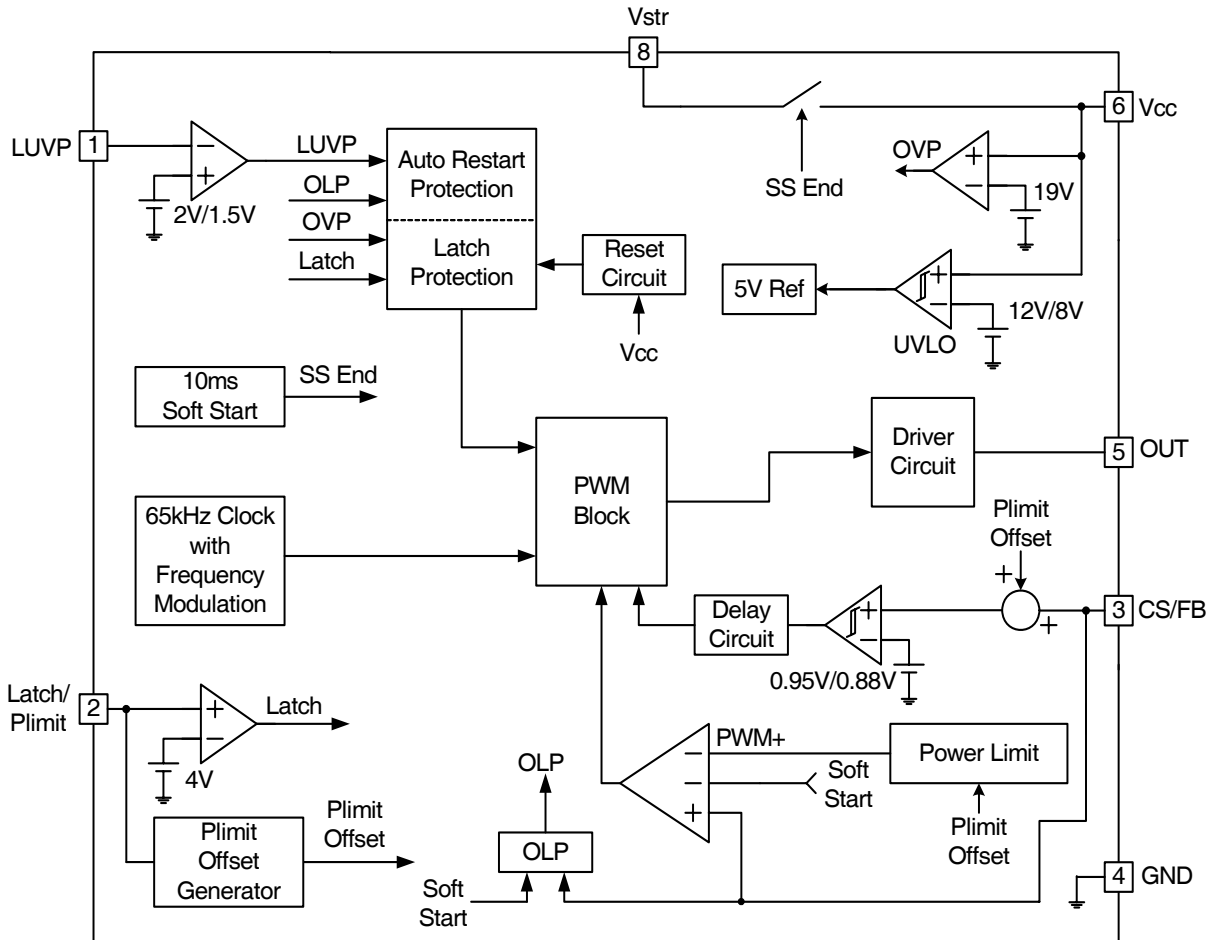 Vstr
8
6
Vcc
1
LUVP
LUVP
OLP
OVP
Latch
2V/1.5V
Auto Restart
Protection
Latch
Protection
Reset
Circuit
Vcc
SS End
OVP
19V
5V Ref
12V/8V
UVLO
10ms
Soft Start
SS End
65kHz Clock
with
Frequency
Modulation
PWM
Block
Driver
Circuit
5
OUT
Plimit
Offset
3
CS/FB
Delay
Circuit
0.95V/0.88V
Latch/
Plimit
2
Latch
4V
Plimit
Offset
Generator
Plimit
Offset
OLP
OLP
Soft
Start
PWM+
Soft
Start
Power Limit
Plimit
Offset
4
GND